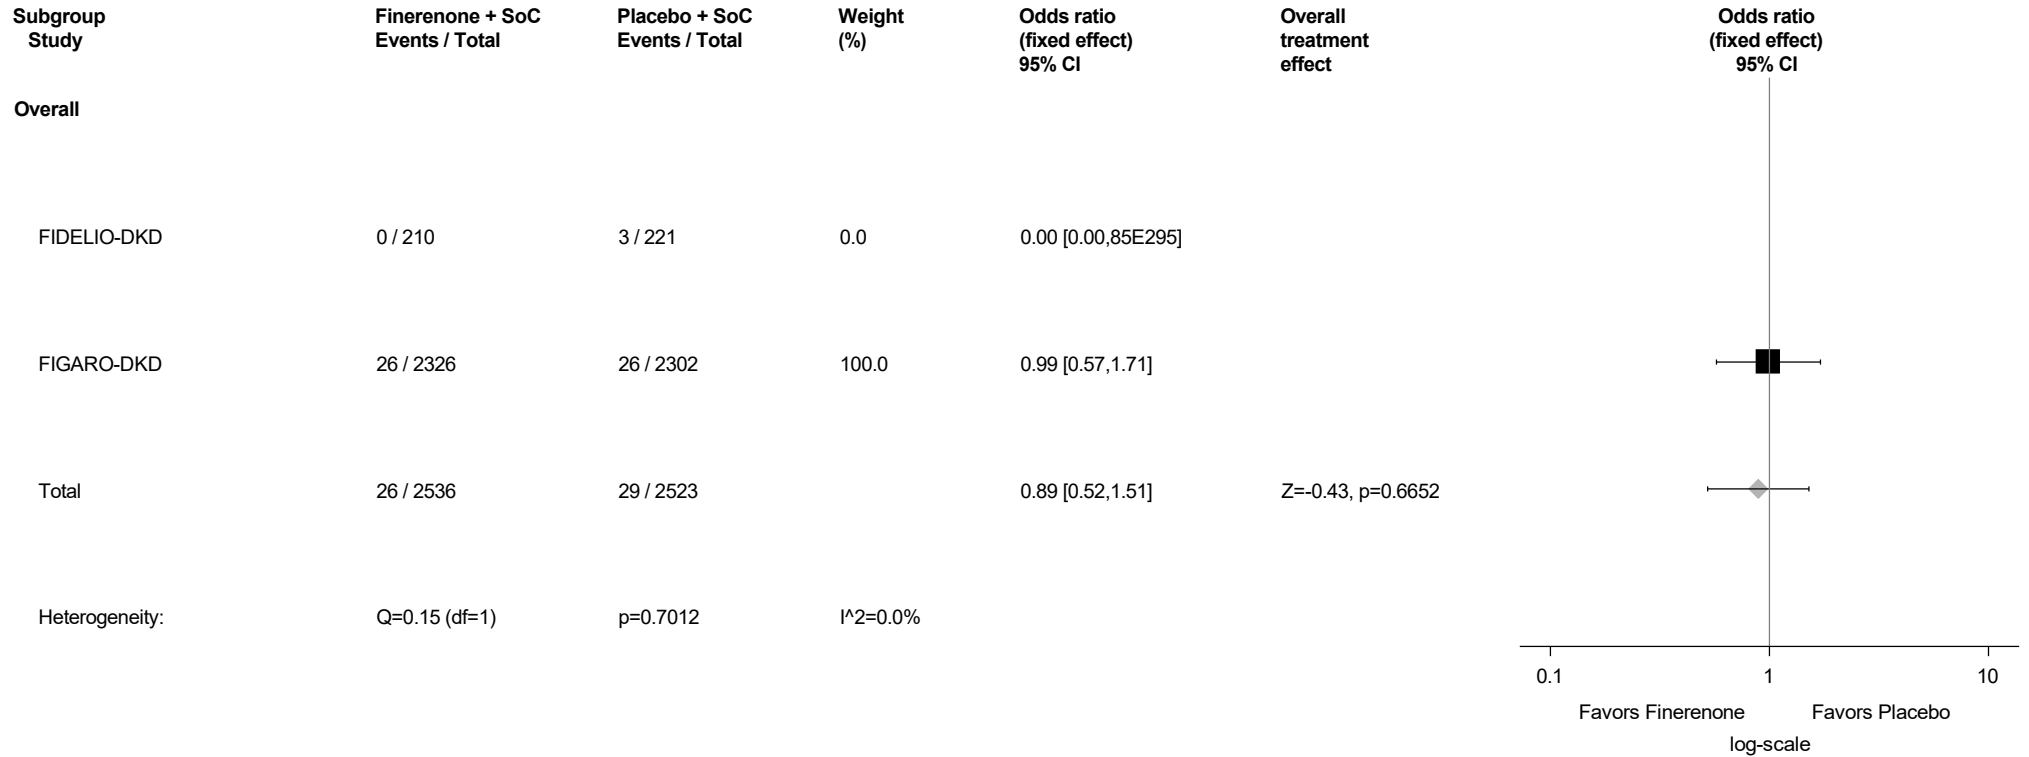 Subgroup Finerenone + SoC Placebo + SoC Weight Odds ratio Overall Odds ratio
Study Events / Total Events / Total (%) (fixed effect) treatment (fixed effect)
95% CI effect 95% CI
Overall
FIDELIO-DKD 0 / 210 3 / 221 0.0 0.00 [0.00,85E295]
FIGARO-DKD 26 / 2326 26 / 2302 100.0 0.99 [0.57,1.71]
Total 26 / 2536 29 / 2523 0.89 [0.52,1.51] Z=-0.43, p=0.6652
Heterogeneity: Q=0.15 (df=1) p=0.7012 I^2=0.0%
0.1 1 10
Favors Finerenone Favors Placebo
log-scale